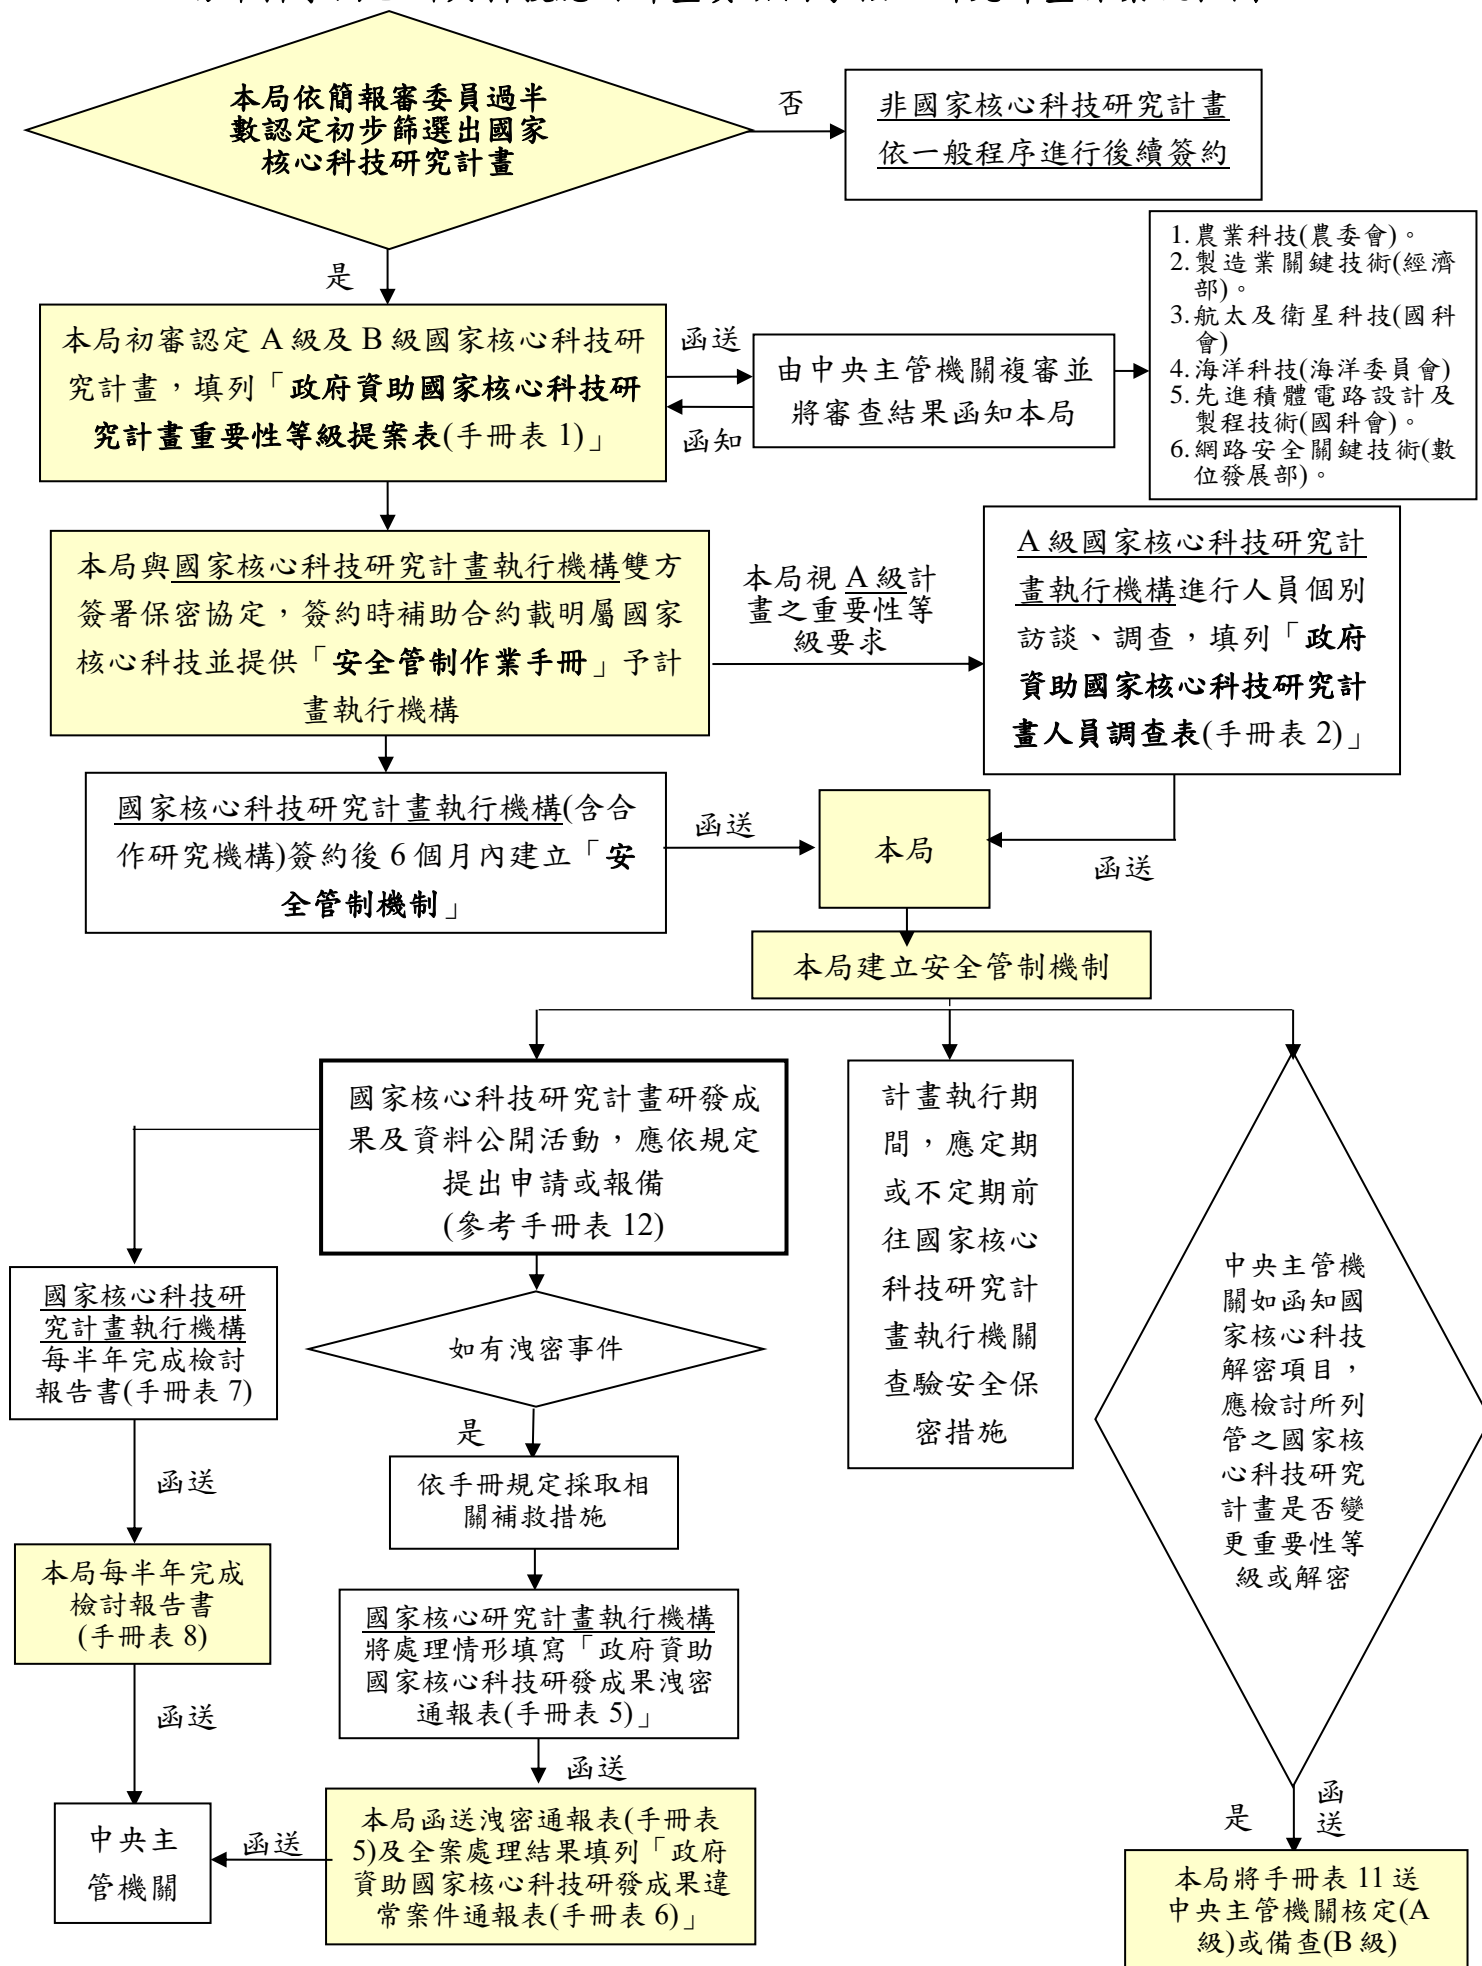 本局依簡報審委員過半
數認定初步篩選出國家
核心科技研究計畫
否
非國家核心科技研究計畫
依一般程序進行後續簽約
是
1.農業科技(農委會)。
2.製造業關鍵技術(經濟
部)。
3.航太及衛星科技(國科
會)
4.海洋科技(海洋委員會)
5.先進積體電路設計及
製程技術(國科會)。
6.網路安全關鍵技術(數
位發展部)。
本局初審認定 A 級及 B 級國家核心科技研
究計畫,填列「政府資助國家核心科技研
究計畫重要性等級提案表(手冊表 1)」
函送
函知
由中央主管機關複審並
將審查結果函知本局
本局與國家核心科技研究計畫執行機構雙方
簽署保密協定,簽約時補助合約載明屬國家
核心科技並提供「安全管制作業手冊」予計
畫執行機構
本局視 A 級計
畫之重要性等
級要求
A 級國家核心科技研究計
畫執行機構進行人員個別
訪談、調查,填列「政府
資助國家核心科技研究計
畫人員調查表(手冊表 2)」
國家核心科技研究計畫執行機構(含合
作研究機構)簽約後 6 個月內建立「安
全管制機制」
函送
本局
函送
本局建立安全管制機制
國家核心科技研究計畫研發成
果及資料公開活動,應依規定
提出申請或報備
(參考手冊表 12)
計畫執行期
間,應定期
或不定期前
往國家核心
科技研究計
畫執行機關
查驗安全保
密措施
中央主管機
關如函知國
家核心科技
解密項目,
應檢討所列
管之國家核
心科技研究
計畫是否變
更重要性等
級或解密
國家核心科技研
究計畫執行機構
每半年完成檢討
報告書(手冊表 7)
如有洩密事件
是
函送
依手冊規定採取相
關補救措施
本局每半年完成
檢討報告書
(手冊表 8)
國家核心研究計畫執行機構
將處理情形填寫「政府資助
國家核心科技研發成果洩密
通報表(手冊表 5)」
函送
函送
中央主
管機關
函送
本局函送洩密通報表(手冊表
5)及全案處理結果填列「政府
資助國家核心科技研發成果違
常案件通報表(手冊表 6)」
是
函
送
本局將手冊表 11 送
中央主管機關核定(A
級)或備查(B 級)